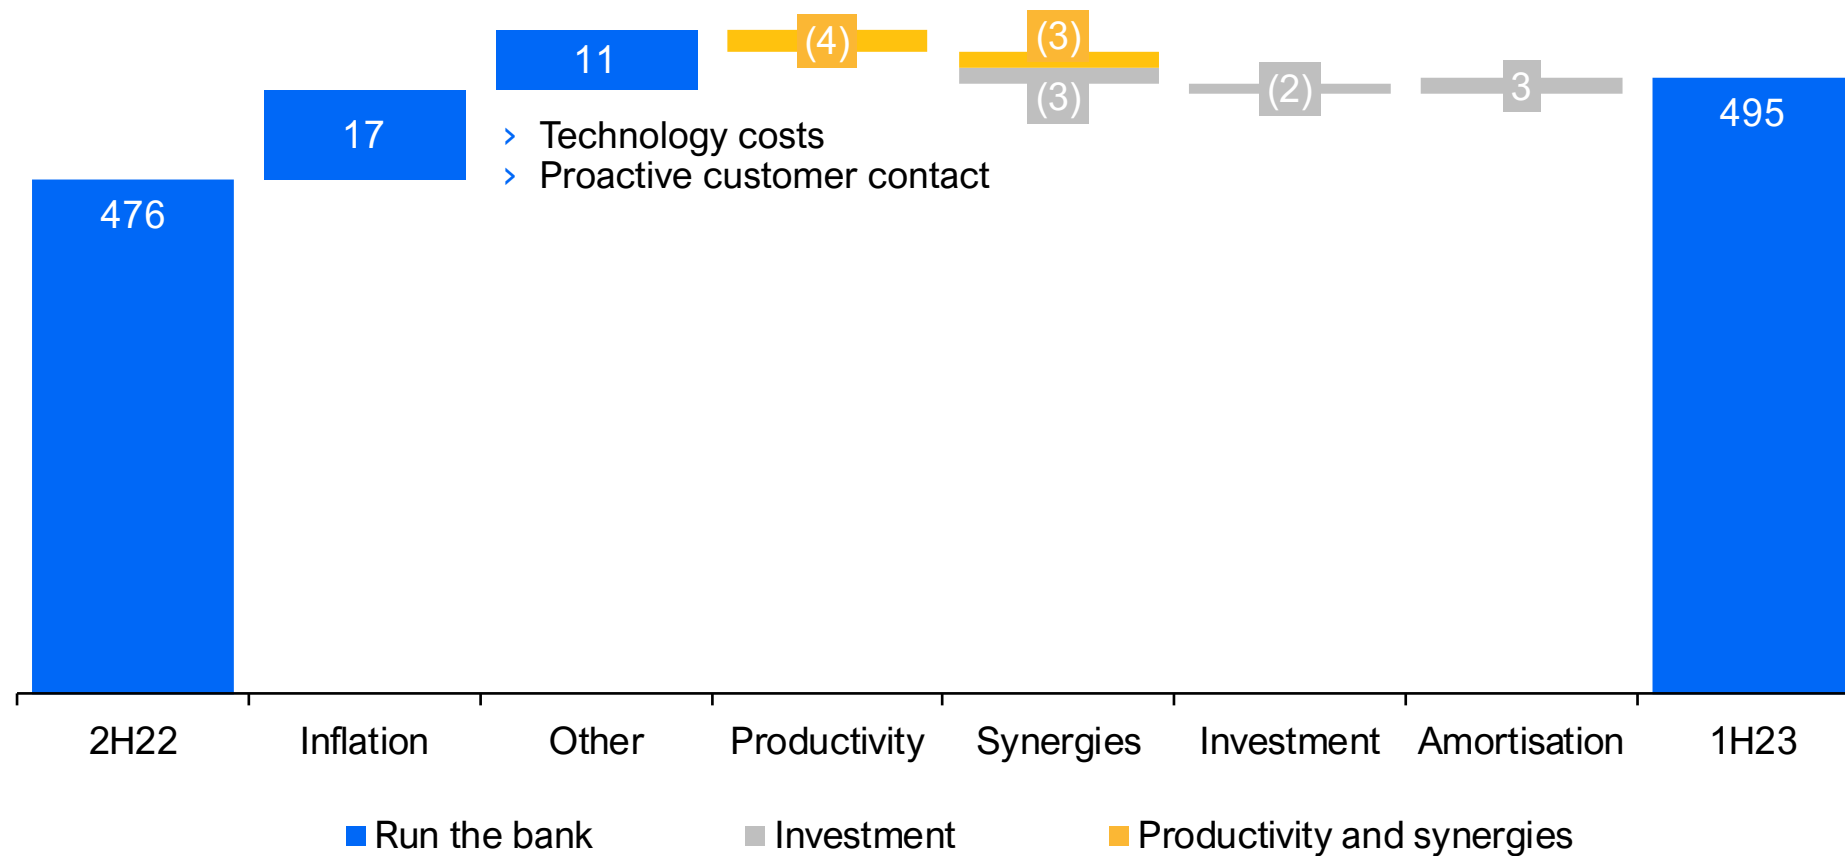 476
17
11
(4)
(3)
(3)
(2)
3
495
› Technology costs
› Proactive customer contact
2H22 Inflation Other Productivity Synergies Investment Amortisation 1H23
Run the bank Investment Productivity and synergies